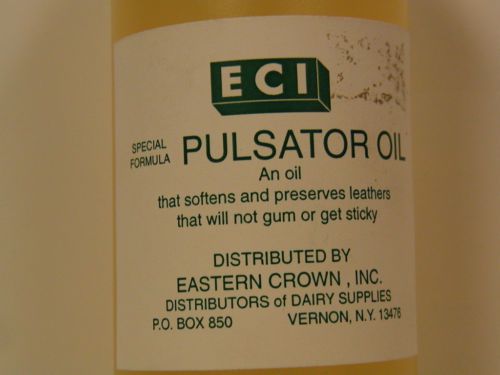 ECI
SPECIAL FORMULA PULSATOR OIL
An oil
that softens and preserves leathers
that will not gum or get sticky
DISTRIBUTED BY
EASTERN CROWN , INC.
DISTRIBUTORS of DAIRY SUPPLIES
P.O. BOX 850 VERNON, N.Y. 13476